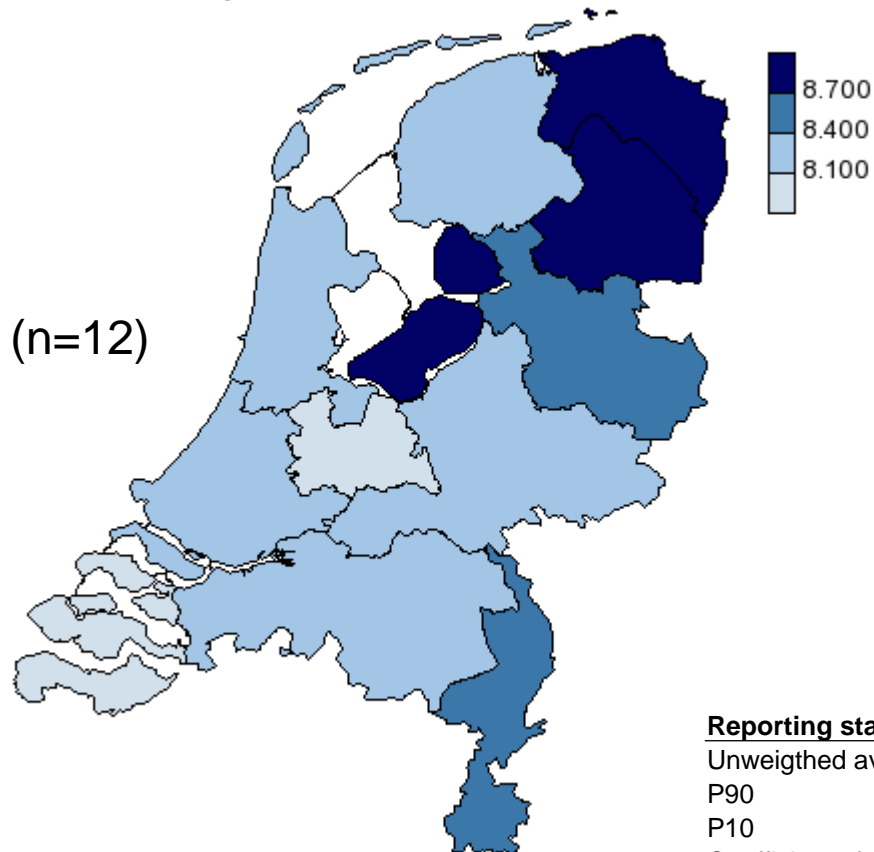 8.700
8.400
8.100
(n=12)
Reporting sta
Unweigthed av
P90
P10